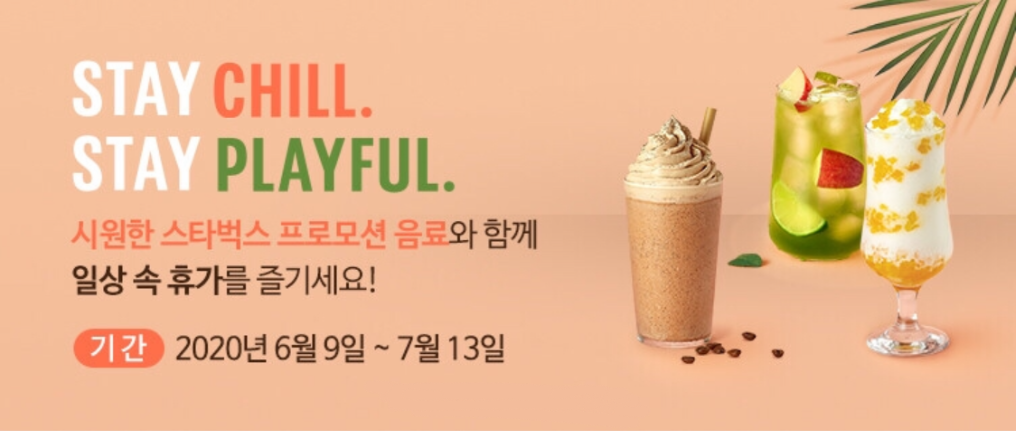 STAY CHILL.
STAY PLAYFUL.
시원한 스타벅스 프로모션 음료와 함께
일상 속 휴가를 즐기세요!
기간 2020년 6월 9일 ~ 7월 13일